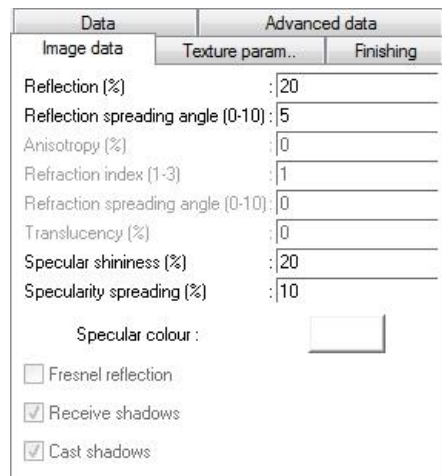 Data Advanced data
Image data Texture param.. Finishing
Reflection (%) : 20
Reflection spreading angle (0-10) : 5
Anisotropy (%) : 0
Refraction index (1-3) : 1
Refraction spreading angle (0-10) : 0
Translucency (%) : 0
Specular shininess (%) : 20
Specularity spreading (%) : 10
Specular colour :
Fresnel reflection
Receive shadows
Cast shadows